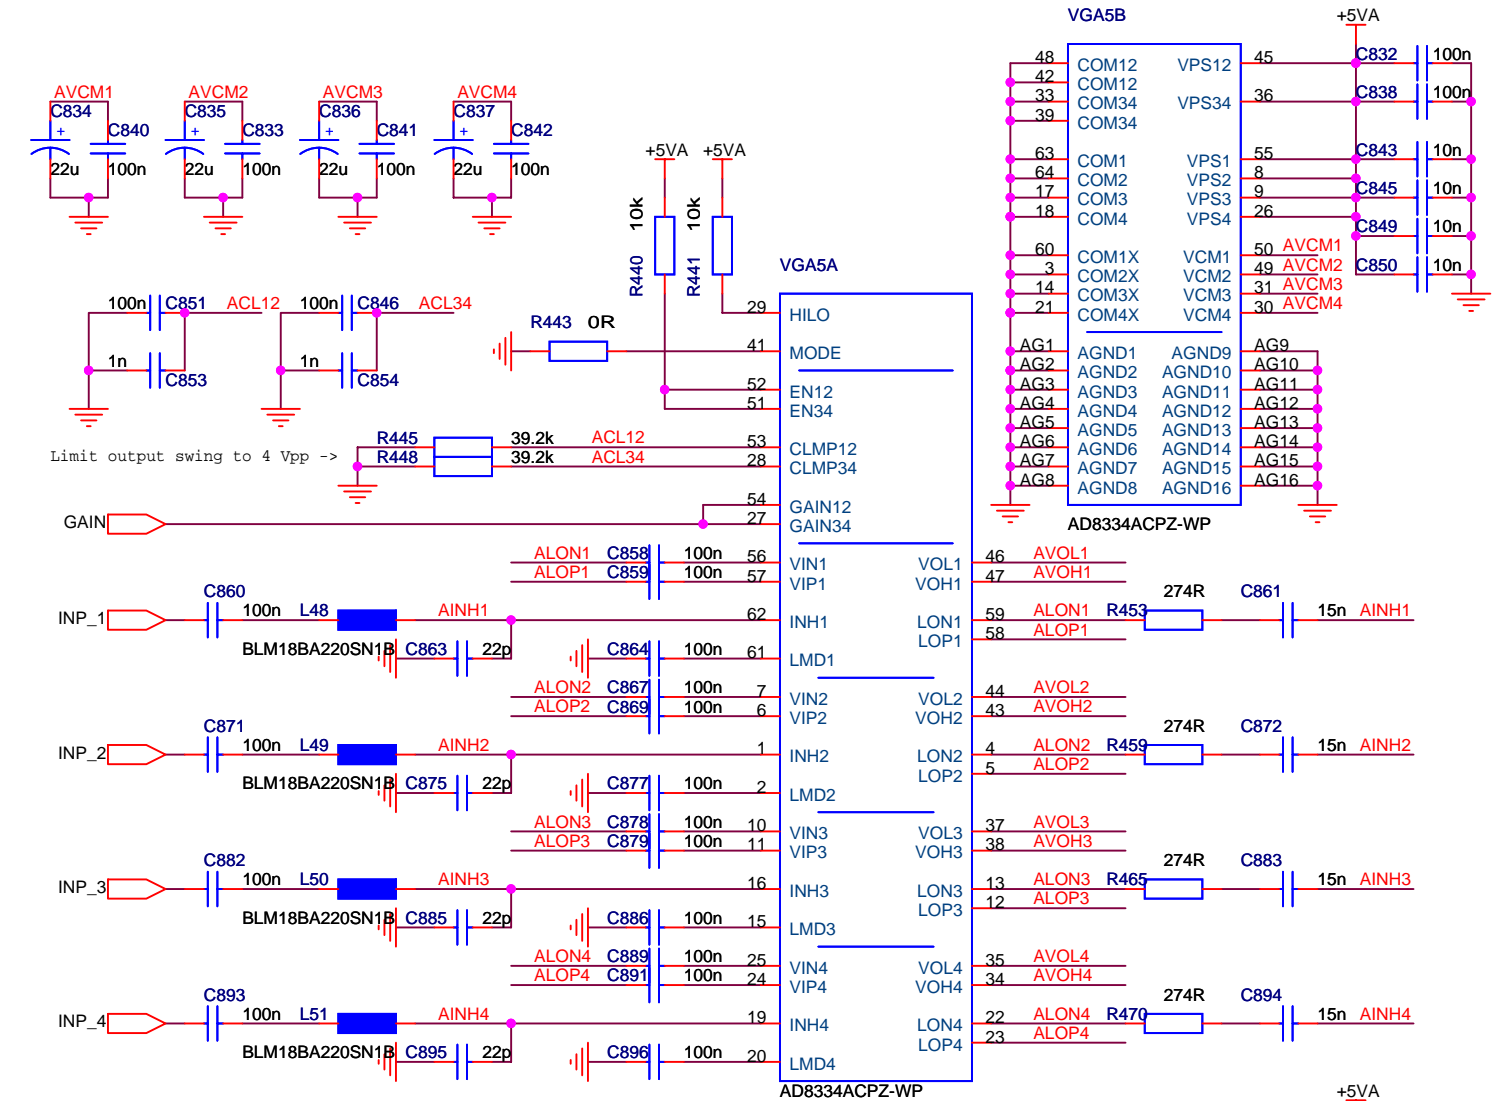 VGA5B
+5VA
48 COM12 VPS12 45 C832 100n
42 COM12
33 COM34 VPS34 36 C838 100n
39 COM34
63 COM1 VPS1 55 C843 10n
64 COM2 VPS2 8
17 COM3 VPS3 9 C845 10n
18 COM4 VPS4 26
C849 10n
60 COM1X VCM1 50 AVCM1
3 COM2X VCM2 49 AVCM2 C850 10n
14 COM3X VCM3 31 AVCM3
21 COM4X VCM4 30 AVCM4
AG1 AGND1 AGND9 AG9
AG2 AGND2 AGND10 AG10
AG3 AGND3 AGND11 AG11
AG4 AGND4 AGND12 AG12
AG5 AGND5 AGND13 AG13
AG6 AGND6 AGND14 AG14
AG7 AGND7 AGND15 AG15
AG8 AGND8 AGND16 AG16
AD8334ACPZ-WP
AVCM1 AVCM2 AVCM3 AVCM4
C834 C835 C836 C837
+ + + +
C840 C833 C841 C842
22u 100n 22u 100n 22u 100n 22u 100n
+5VA +5VA
R440 10k R441 10k
100n C851 ACL12 100n C846 ACL34
1n C853 1n C854
VGA5A
29 HILO
R443 0R 41 MODE
52 EN12
51 EN34
R445 39.2k ACL12 53 CLMP12
Limit output swing to 4 Vpp ->
R448 39.2k ACL34 28 CLMP34
54 GAIN12
GAIN 27 GAIN34
ALON1 C858 100n 56 VIN1 VOL1 46 AVOL1
ALOP1 C859 100n 57 VIP1 VOH1 47 AVOH1
C860 274R C861
INP_1 100n L48 AINH1 62 INH1 LON1 59 ALON1 R453 15n AINH1
LOP1 58 ALOP1
BLM18BA220SN1B C863 22p C864 100n 61 LMD1
ALON2 C867 100n 7 VIN2 VOL2 44 AVOL2
ALOP2 C869 100n 6 VIP2 VOH2 43 AVOH2
C871 274R C872
INP_2 100n L49 AINH2 1 INH2 LON2 4 ALON2 R459 15n AINH2
LOP2 5 ALOP2
BLM18BA220SN1B C875 22p C877 100n 2 LMD2
ALON3 C878 100n 10 VIN3 VOL3 37 AVOL3
ALOP3 C879 100n 11 VIP3 VOH3 38 AVOH3
C882 274R C883
INP_3 100n L50 AINH3 16 INH3 LON3 13 ALON3 R465 15n AINH3
LOP3 12 ALOP3
BLM18BA220SN1B C885 22p C886 100n 15 LMD3
ALON4 C889 100n 25 VIN4 VOL4 35 AVOL4
ALOP4 C891 100n 24 VIP4 VOH4 34 AVOH4
C893 274R C894
INP_4 100n L51 AINH4 19 INH4 LON4 22 ALON4 R470 15n AINH4
LOP4 23 ALOP4
BLM18BA220SN1B C895 22p C896 100n 20 LMD4
AD8334ACPZ-WP
+5VA